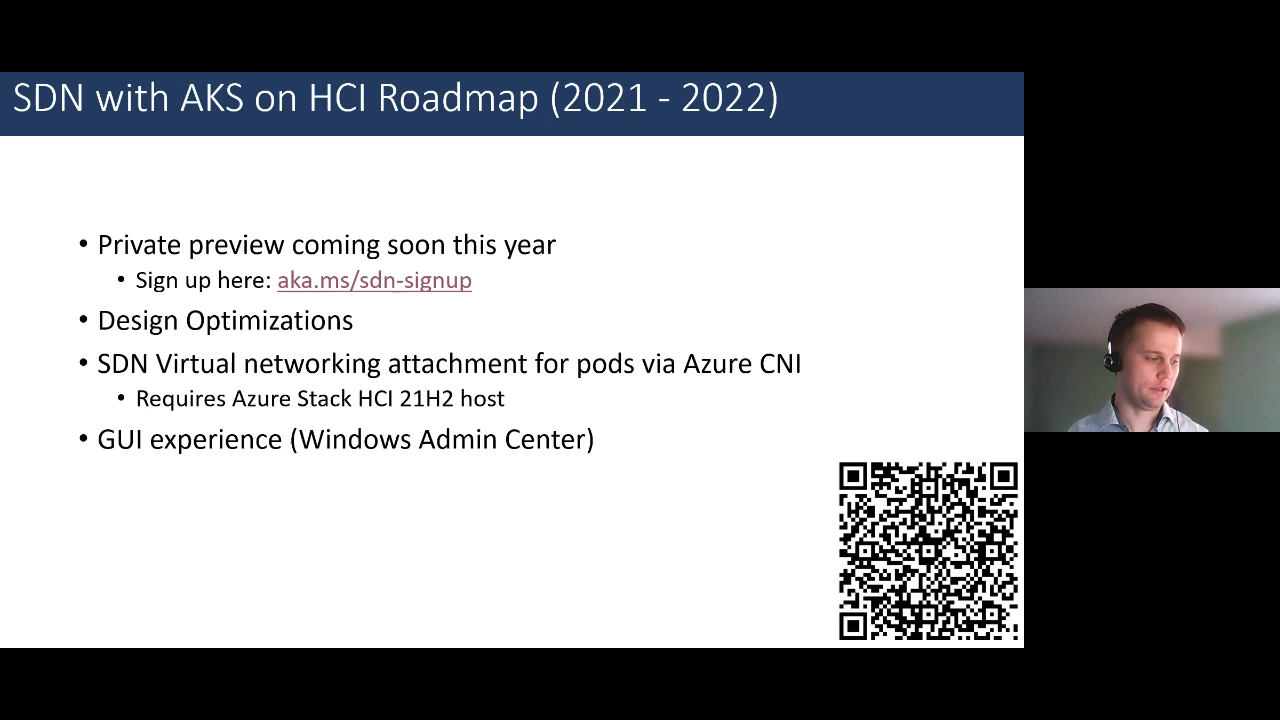 SDN with AKS on HCI Roadmap (2021 - 2022)
• Private preview coming soon this year
• Sign up here: aka.ms/sdn-signup
• Design Optimizations
• SDN Virtual networking attachment for pods via Azure CNI
• Requires Azure Stack HCI 21H2 host
• GUI experience (Windows Admin Center)